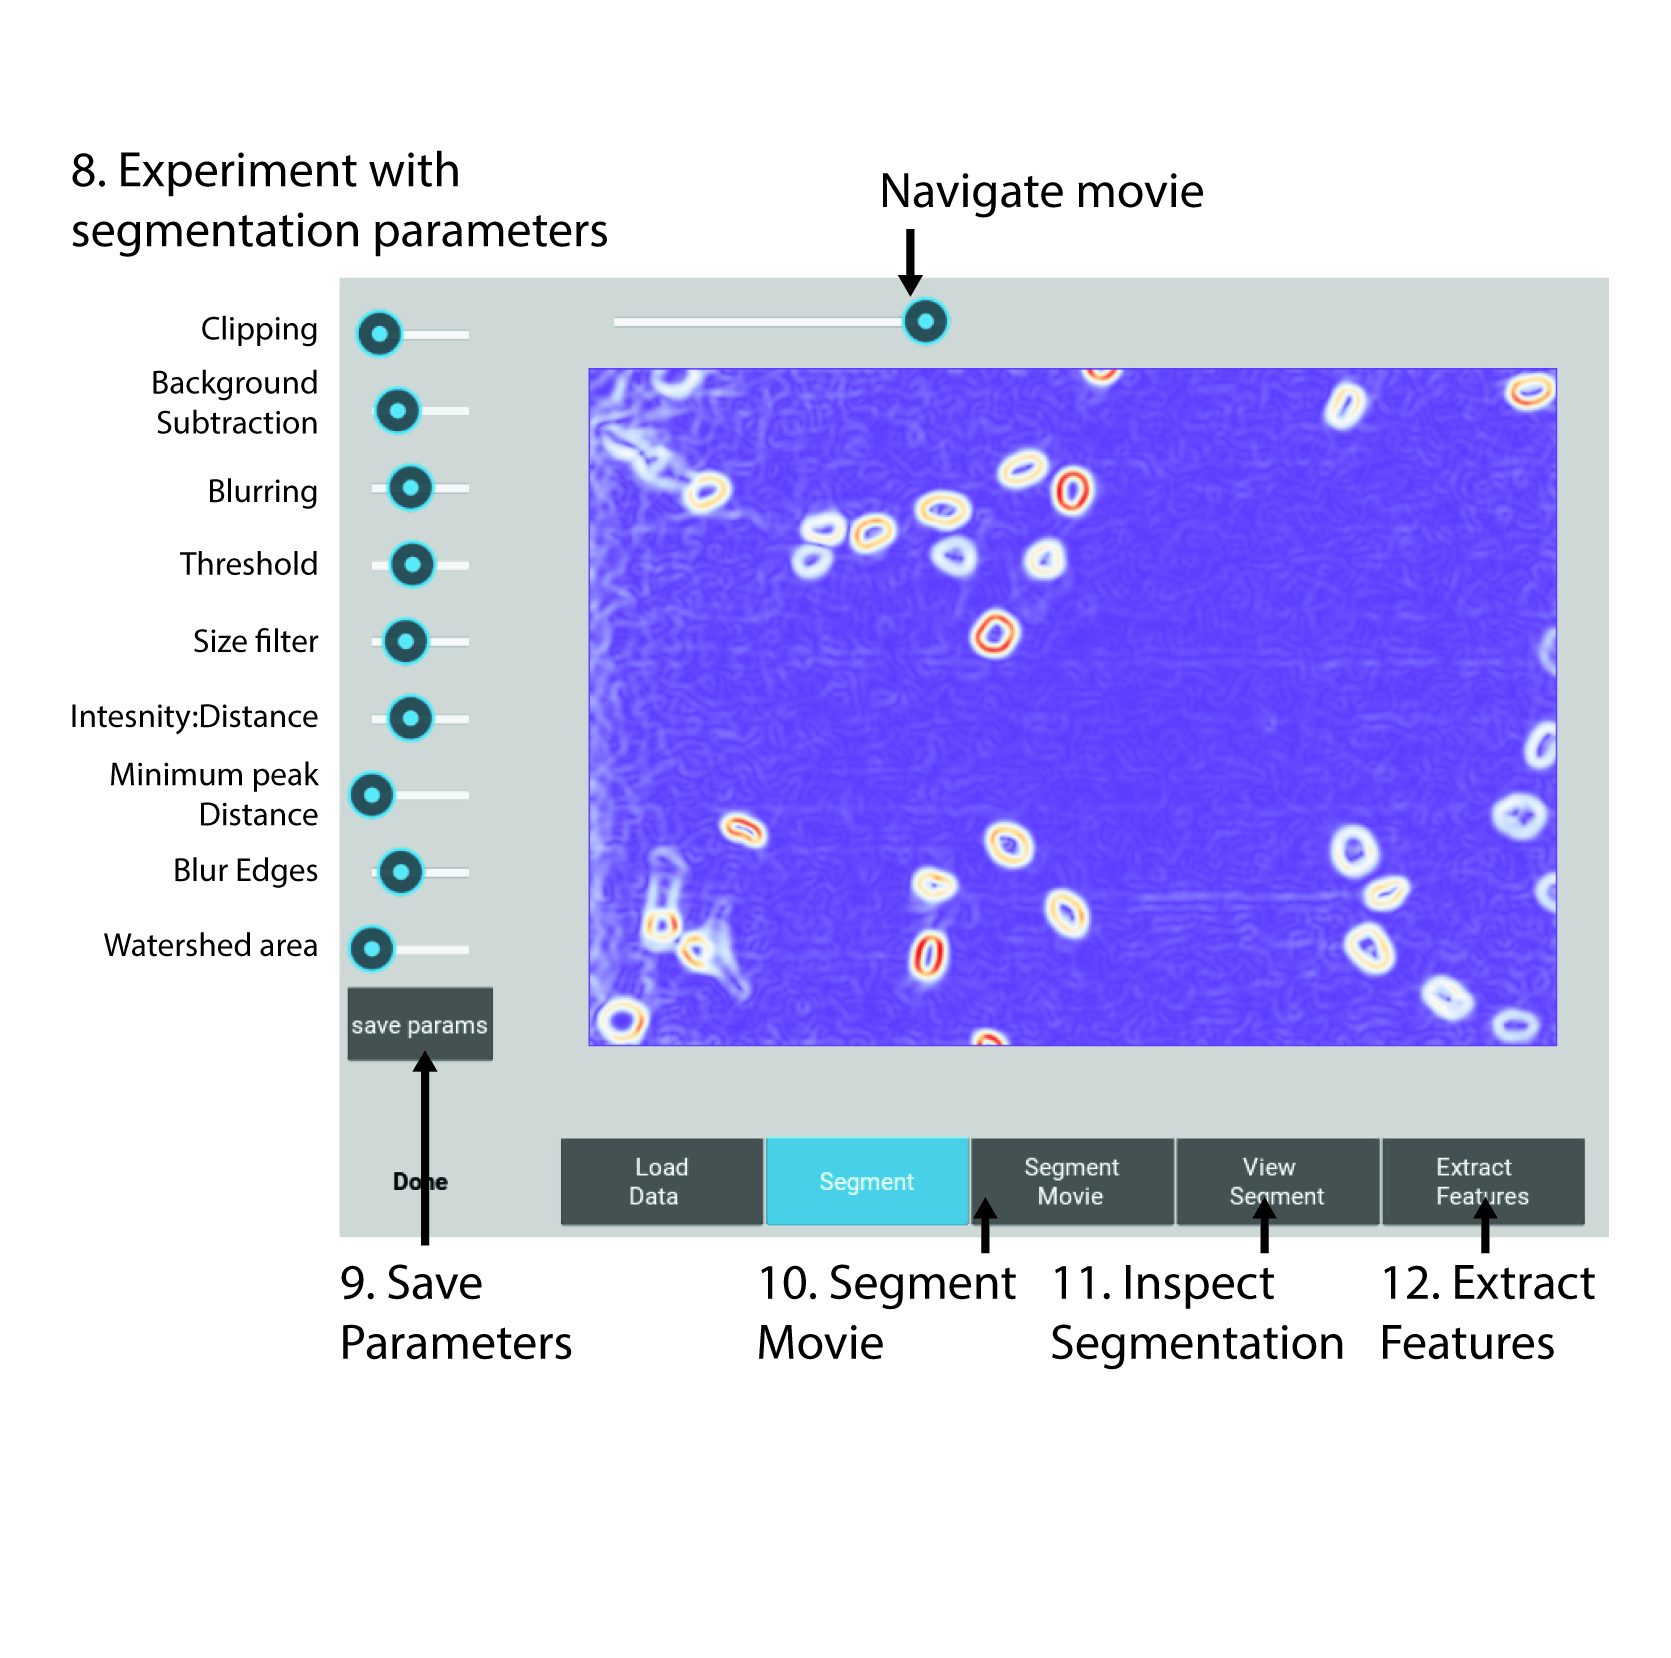 8. Experiment with
segmentation parameters
Navigate movie
Clipping
Background
Subtraction
Blurring
Threshold
Size filter
Intesnity:Distance
Minimum peak
Distance
Blur Edges
Watershed area
save params
Done
Load
Data
Segment
Segment
Movie
View
Segment
Extract
Features
9. Save
Parameters
10. Segment
Movie
11. Inspect
Segmentation
12. Extract
Features